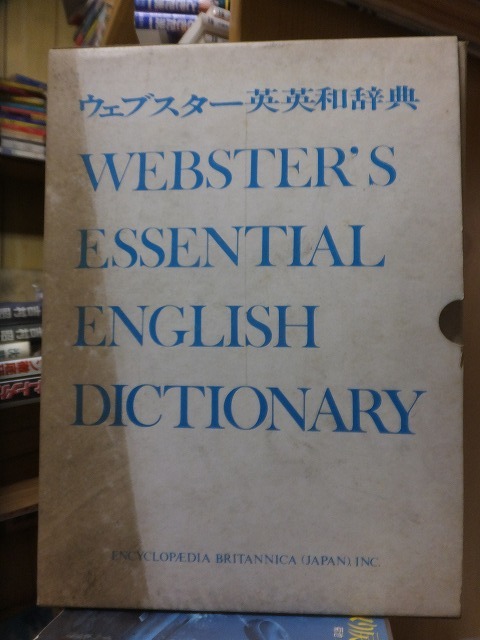 ウェブスター英英和辞典
WEBSTER'S
ESSENTIAL
ENGLISH
DICTIONARY
ENCYCLOPÆDIA BRITANNICA (JAPAN), INC.